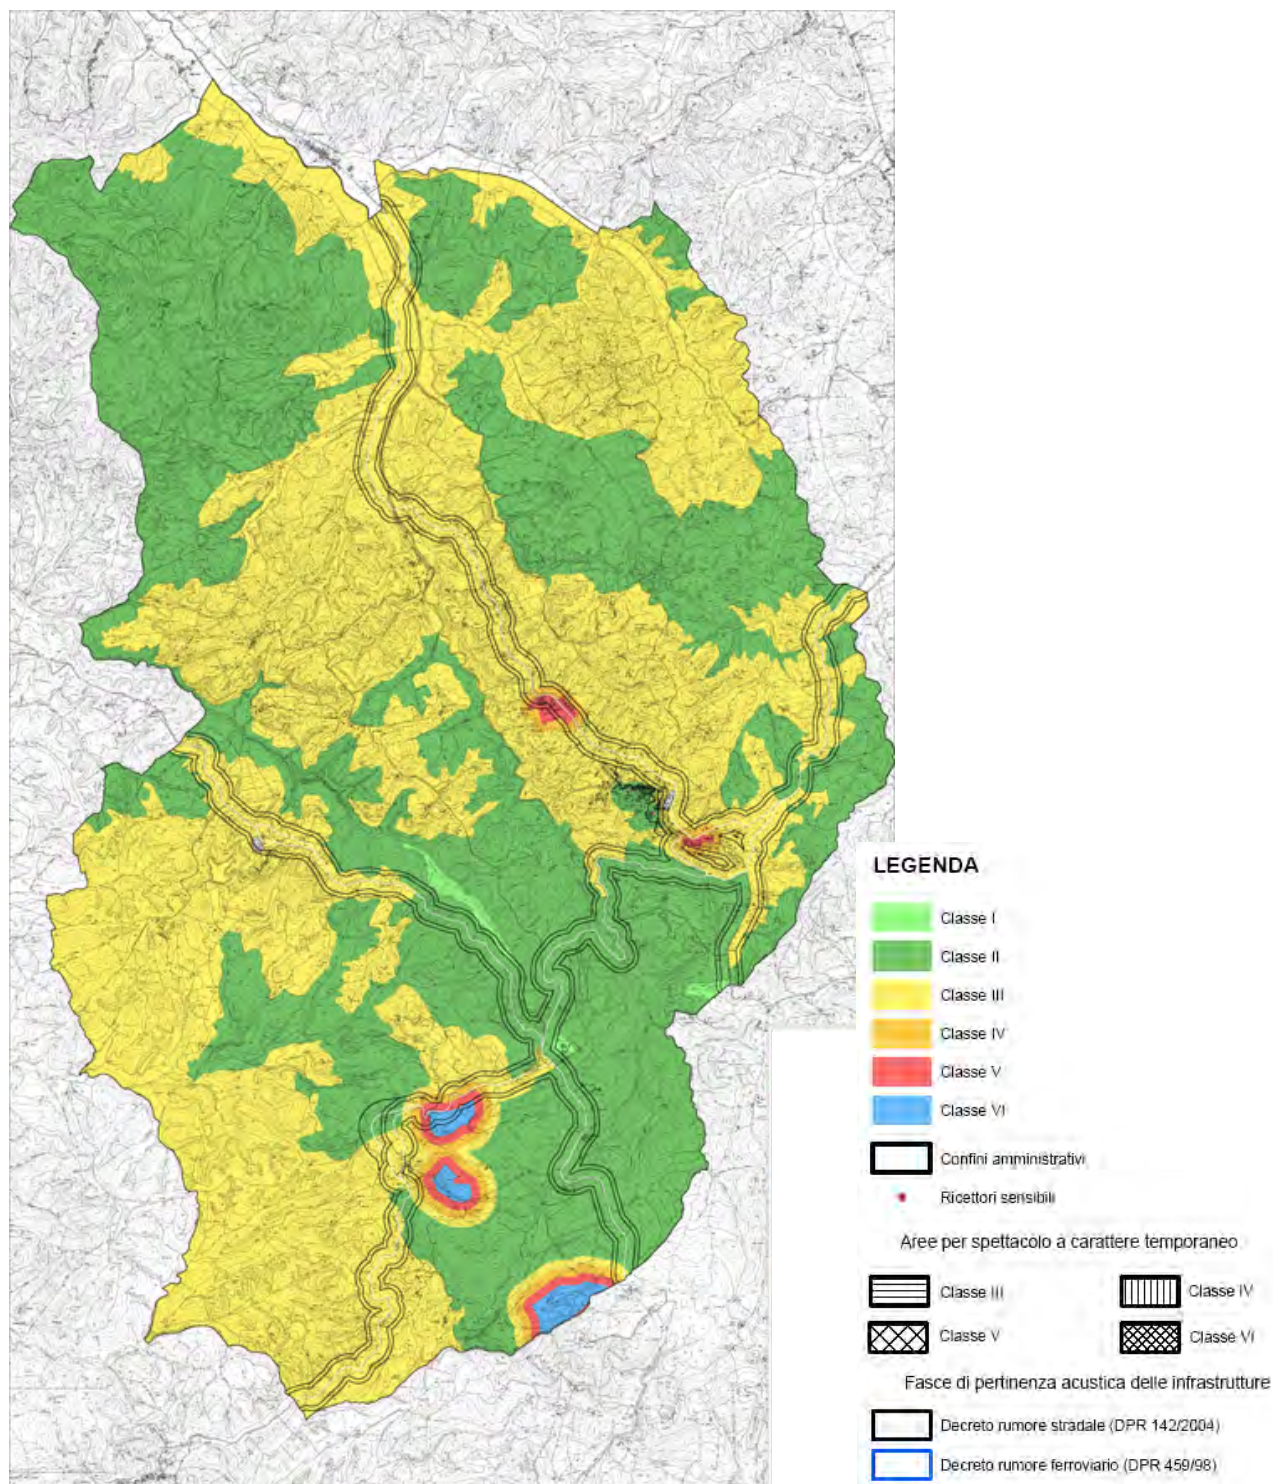 LEGENDA
Classe I
Classe II
Classe III
Classe IV
Classe V
Classe VI
Confini amministrativi
Ricettori sensibili
Aree per spettacolo a carattere temporaneo
Classe III
Classe IV
Classe V
Classe VI
Fasce di pertinenza acustica delle infrastrutture
Decreto rumore stradale (DPR 142/2004)
Decreto rumore ferroviario (DPR 459/98)